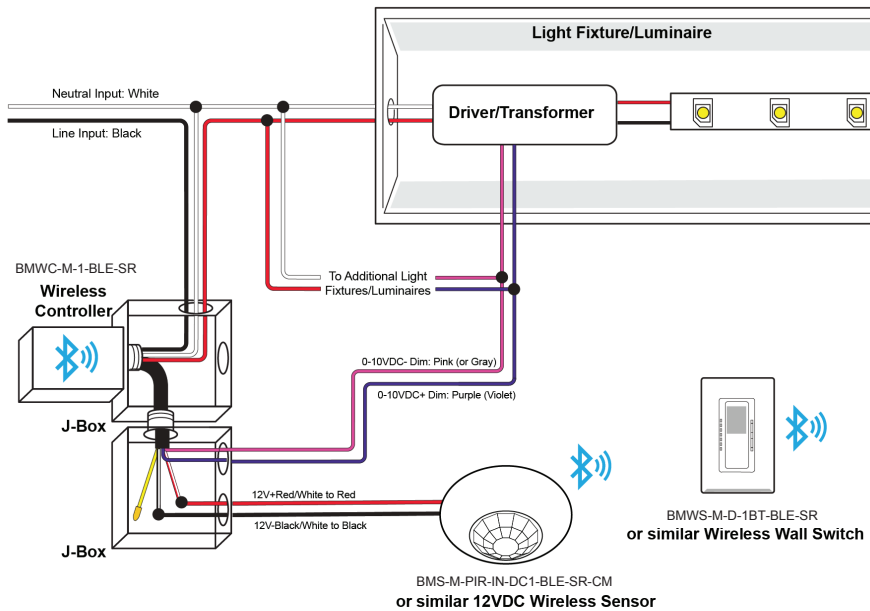 Light Fixture/Luminaire
Neutral Input: White
Driver/Transformer
Line Input: Black
BMWC-M-1-BLE-SR
Wireless
Controller
To Additional Light
Fixtures/Luminaires
0-10VDC- Dim: Pink (or Gray)
0-10VDC+ Dim: Purple (Violet)
J-Box
12V+Red/White to Red
12V-Black/White to Black
J-Box
BMWS-M-D-1BT-BLE-SR
or similar Wireless Wall Switch
BMS-M-PIR-IN-DC1-BLE-SR-CM
or similar 12VDC Wireless Sensor